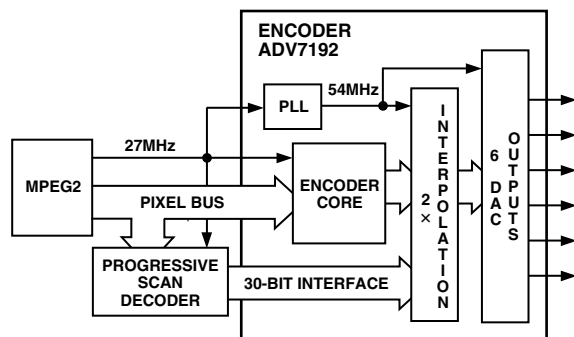 ENCODER
ADV7192
54MHz
PLL
27MHz
MPEG2
ENCODER
CORE
PIXEL BUS
PROGRESSIVE
SCAN
DECODER
30-BIT INTERFACE
2×
INTERPOLATION
6 DAC
OUTPUTS